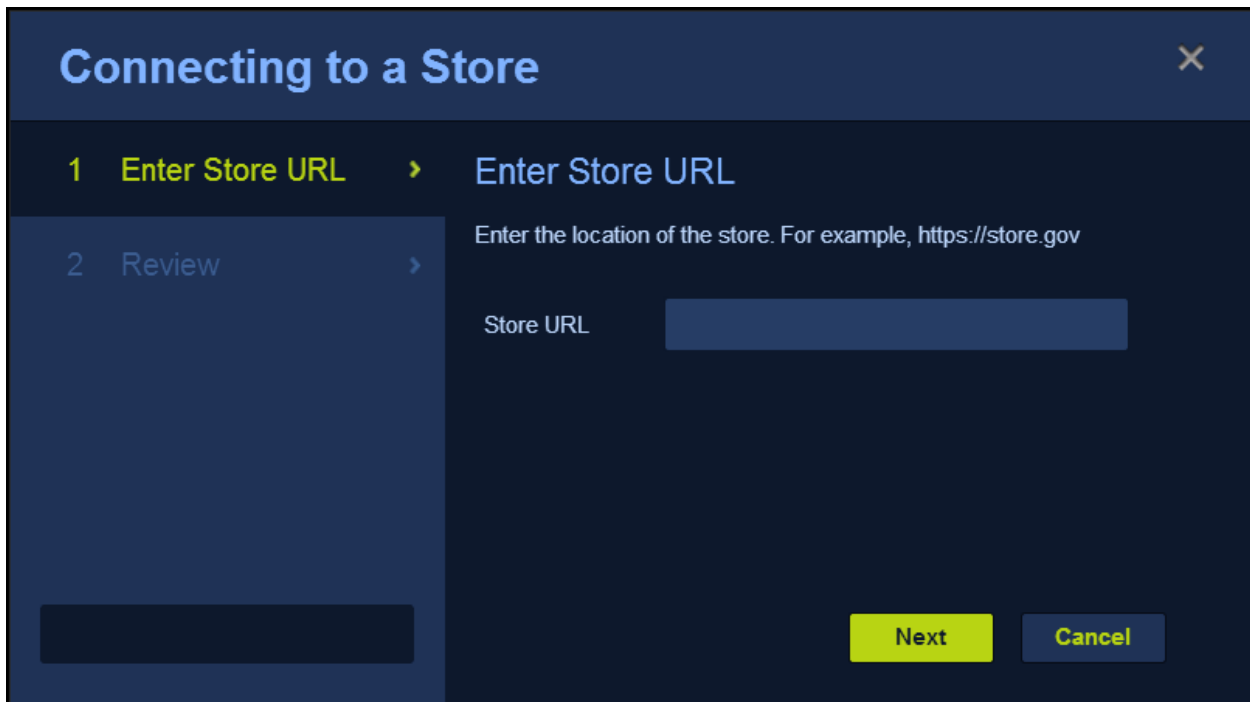 Connecting to a Store
1 Enter Store URL
2 Review
Enter Store URL
Enter the location of the store. For example, https://store.gov
Store URL
Next
Cancel